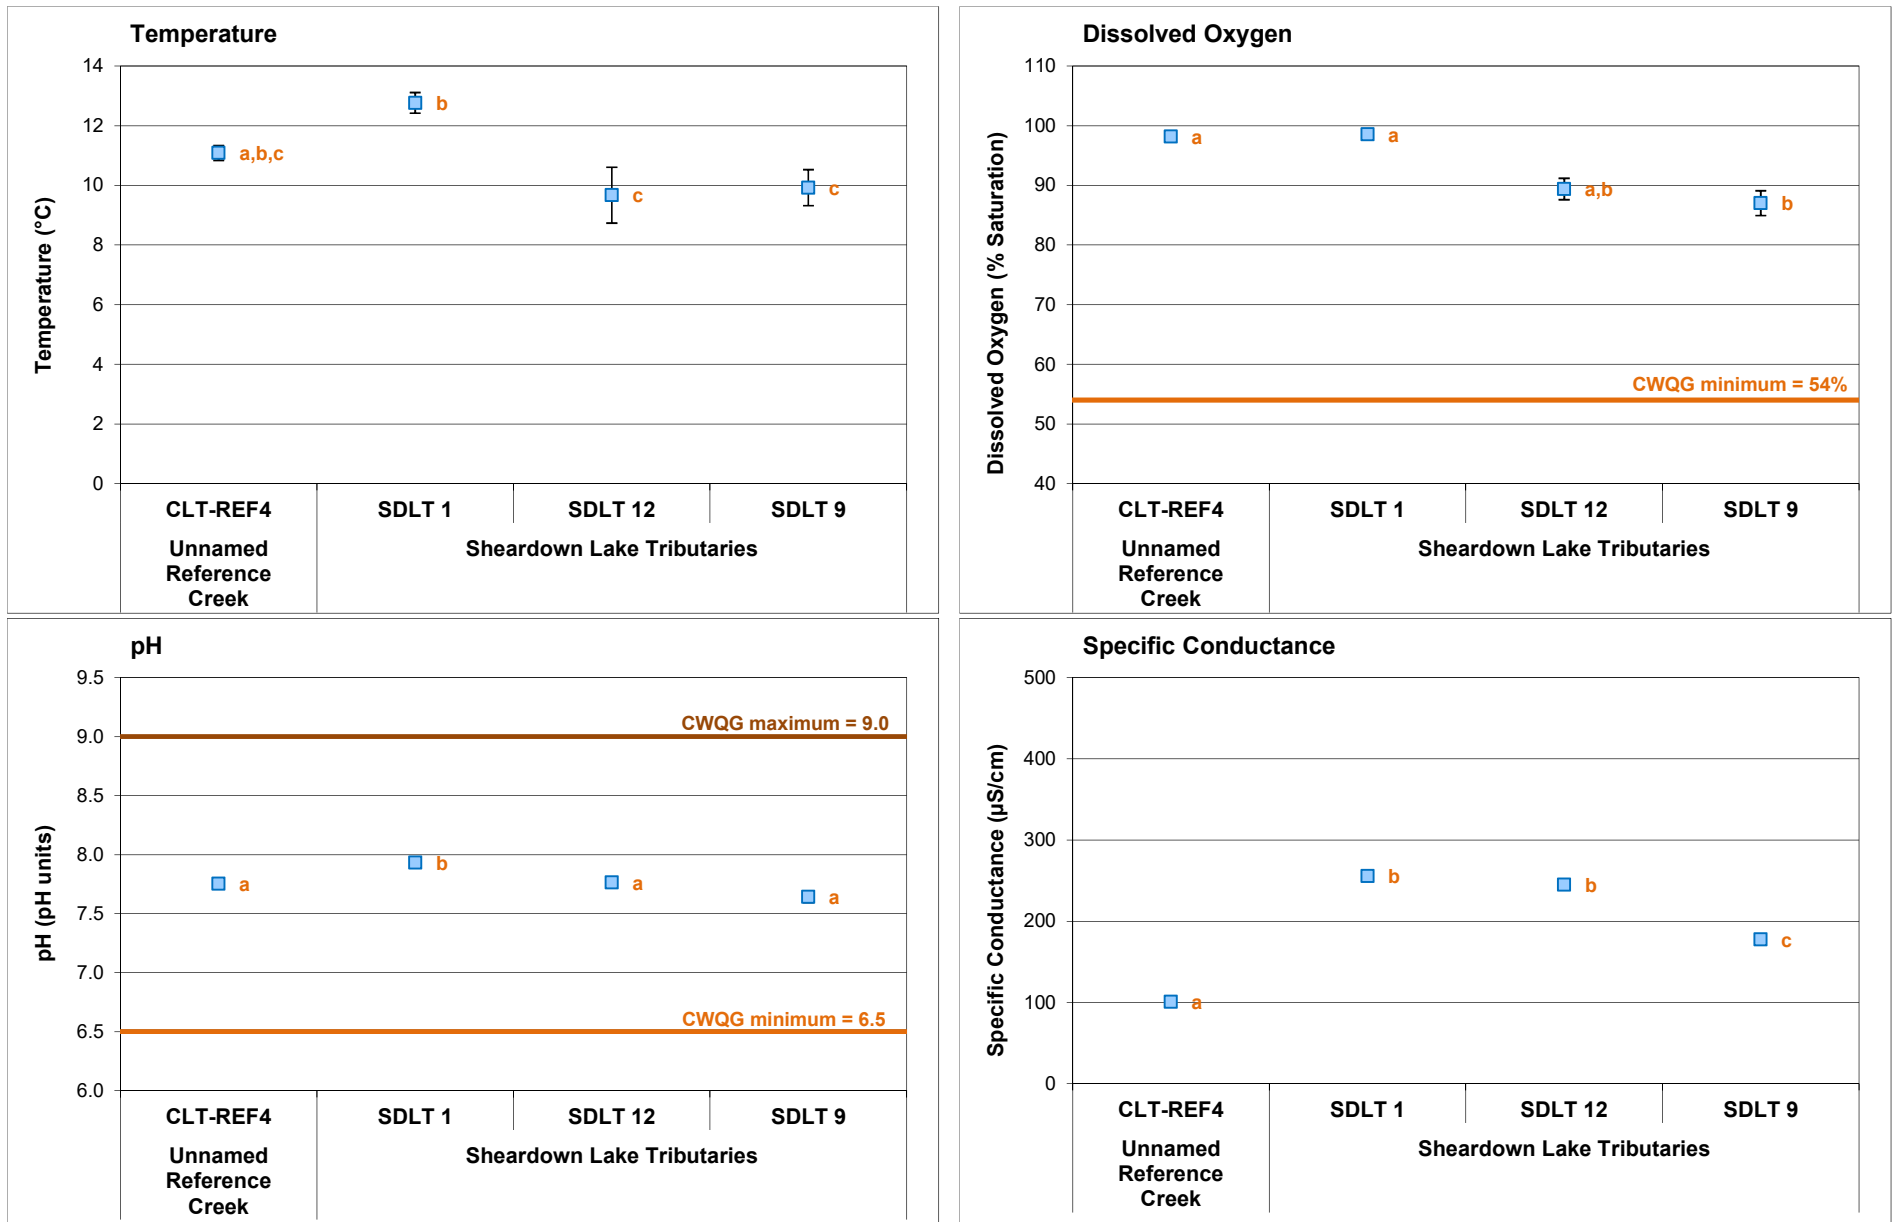 Temperature
14
12
10
8
6
4
2
0
Temperature (°C)
a,b,c
b
c
c
CLT-REF4
SDLT 1
SDLT 12
SDLT 9
Unnamed
Reference
Creek
Sheardown Lake Tributaries
Dissolved Oxygen
110
100
90
80
70
60
50
40
Dissolved Oxygen (% Saturation)
a
a
a,b
b
CWQG minimum = 54%
CLT-REF4
SDLT 1
SDLT 12
SDLT 9
Unnamed
Reference
Creek
Sheardown Lake Tributaries
pH
9.5
9.0
8.5
8.0
7.5
7.0
6.5
6.0
pH (pH units)
CWQG maximum = 9.0
a
b
a
a
CWQG minimum = 6.5
CLT-REF4
SDLT 1
SDLT 12
SDLT 9
Unnamed
Reference
Creek
Sheardown Lake Tributaries
Specific Conductance
500
400
300
200
100
0
Specific Conductance (µS/cm)
a
b
b
c
CLT-REF4
SDLT 1
SDLT 12
SDLT 9
Unnamed
Reference
Creek
Sheardown Lake Tributaries